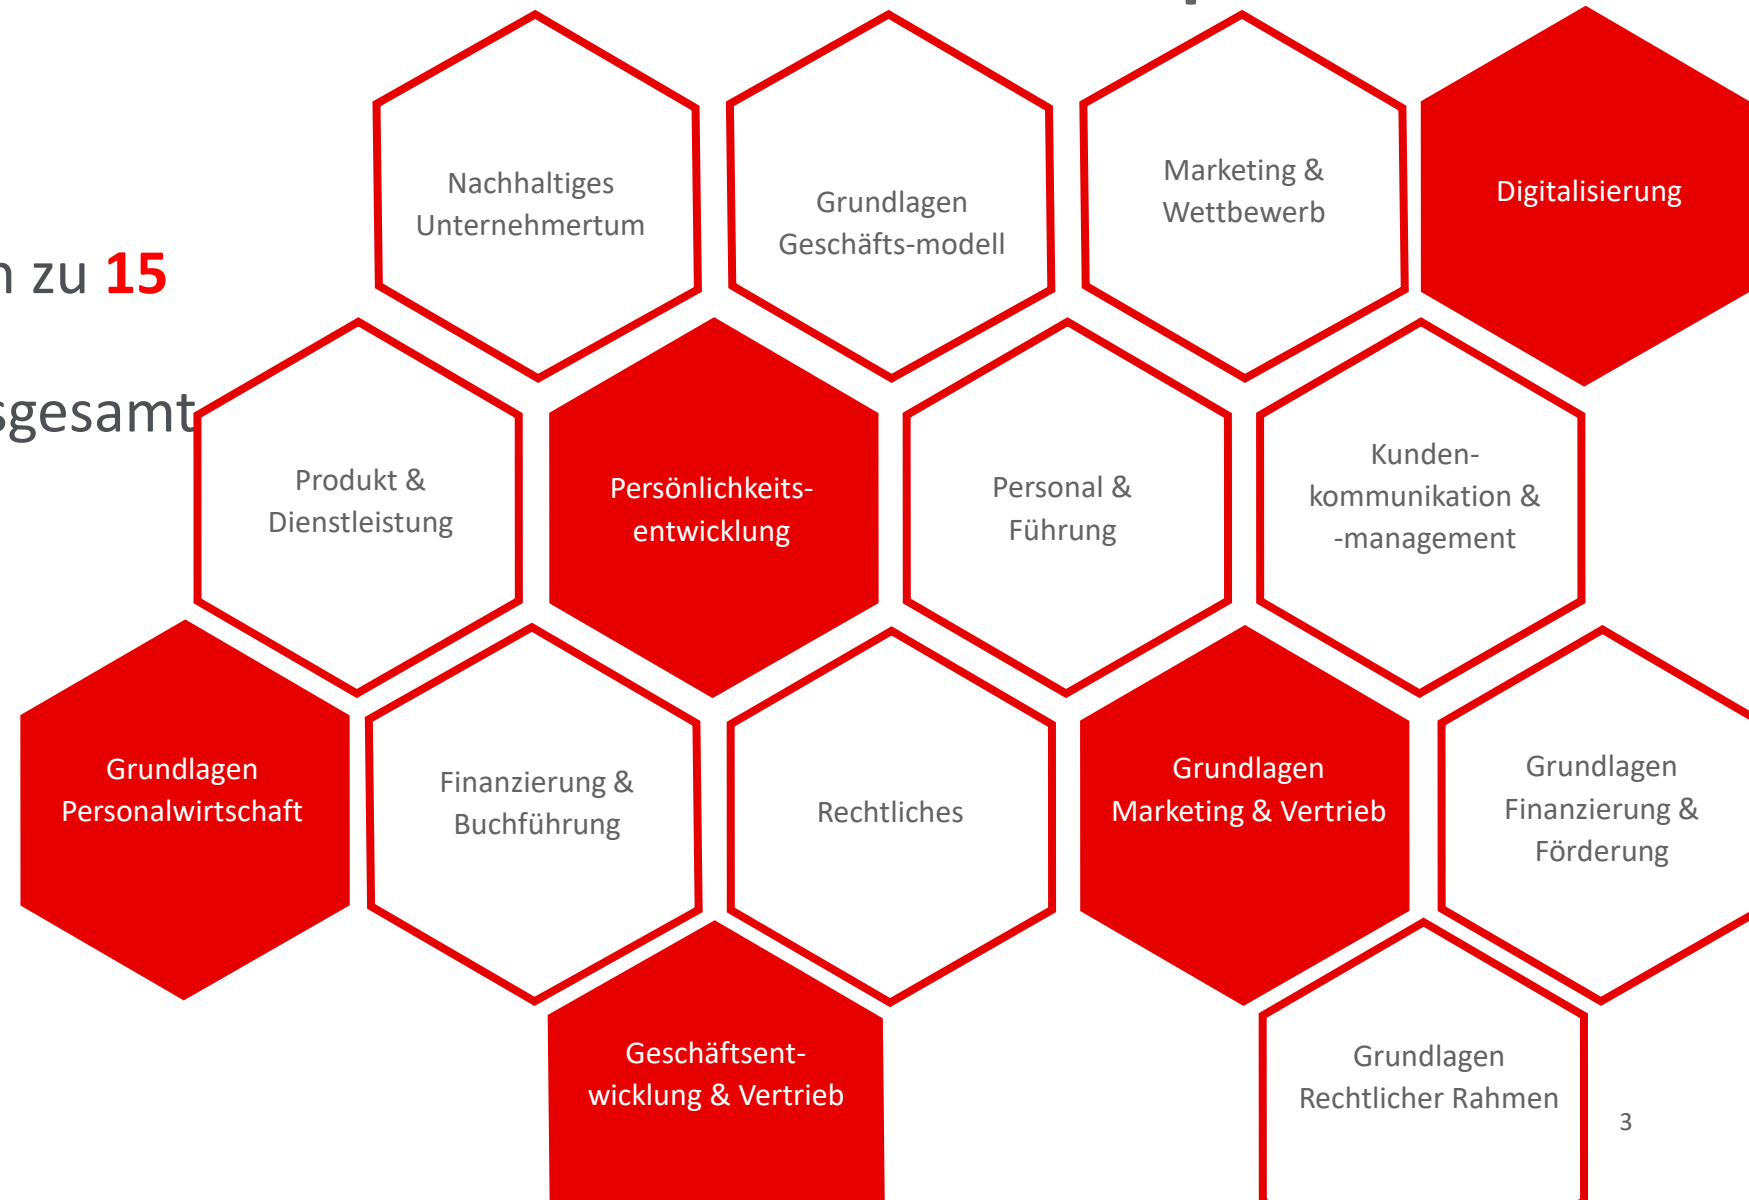 Nachhaltiges
Unternehmertum
Grundlagen
Geschäfts-modell
Marketing &
Wettbewerb
Digitalisierung
zu 15
Produkt &
Dienstleistung
Persönlichkeits-
entwicklung
Personal &
Führung
Kunden-
kommunikation &
-management
Grundlagen
Personalwirtschaft
Finanzierung &
Buchführung
Rechtliches
Grundlagen
Marketing & Vertrieb
Grundlagen
Finanzierung &
Förderung
Geschäftsent-
wicklung & Vertrieb
Grundlagen
Rechtlicher Rahmen
3